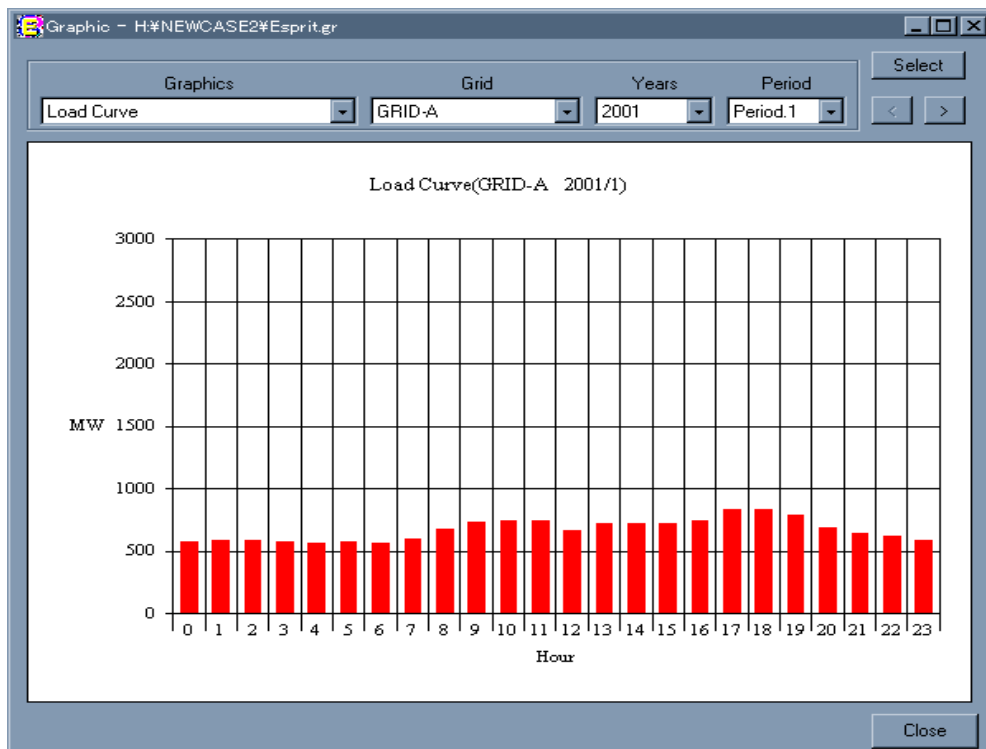 Graphic - H:¥NEWCASE2¥Esprit.gr
Graphics Grid Years Period
Select
Load Curve GRID-A 2001 Period.1
< >
Load Curve(GRID-A 2001/1)
3000
2500
2000
MW 1500
1000
500
0
0 1 2 3 4 5 6 7 8 9 10 11 12 13 14 15 16 17 18 19 20 21 22 23
Hour
Close